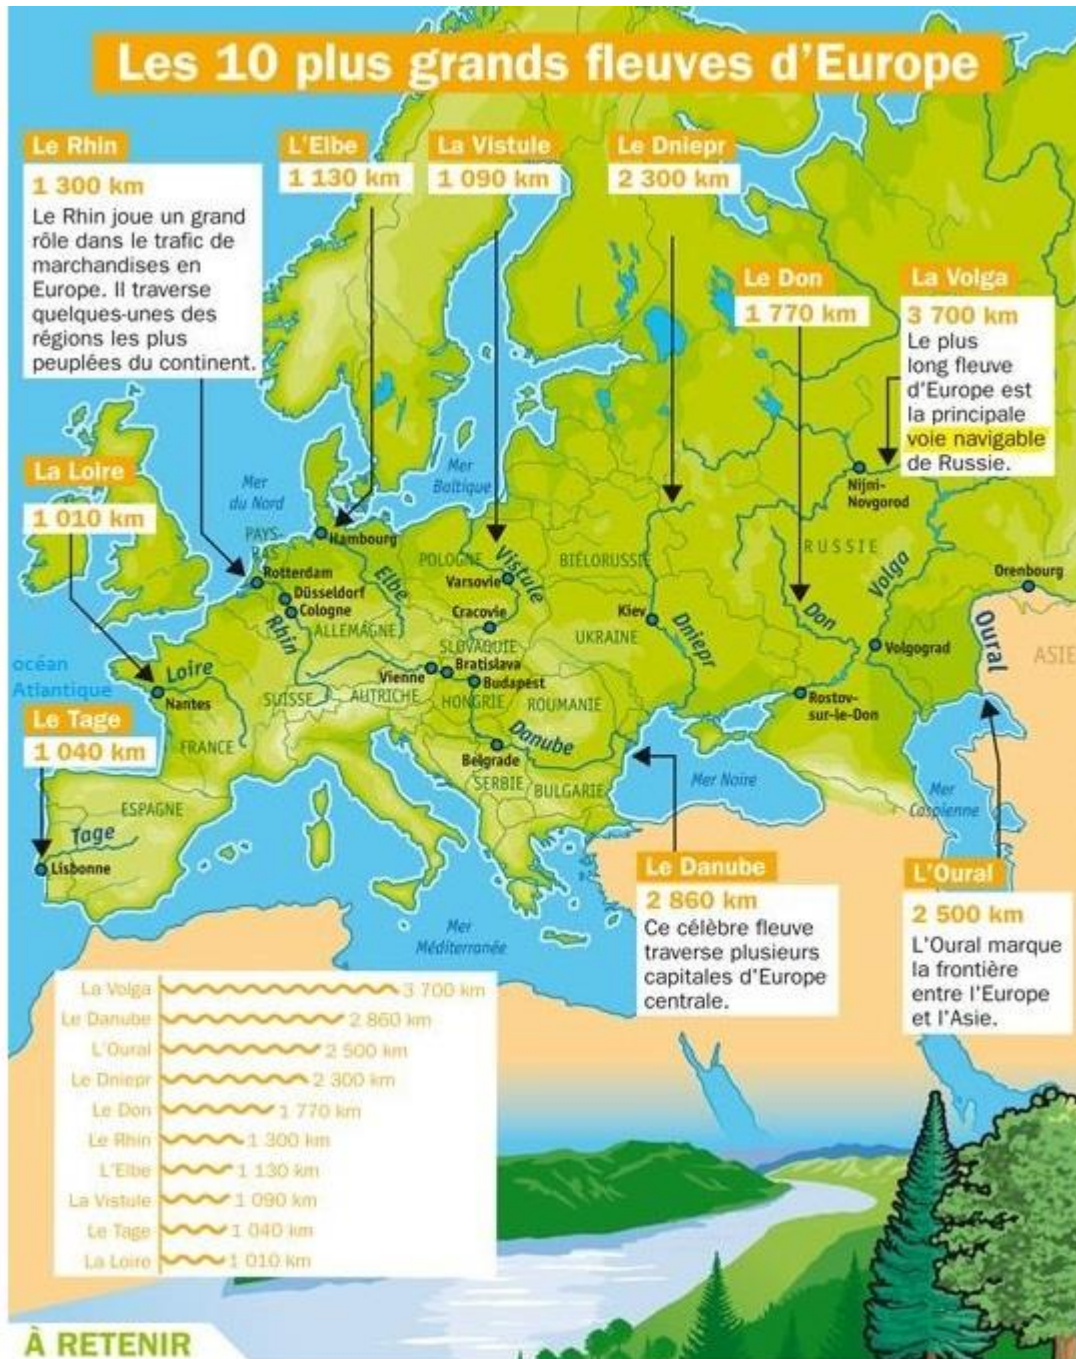 Les 10 plus grands fleuves d'Europe
Le Rhin
1 300 km
Le Rhin joue un grand
rôle dans le trafic de
marchandises en
Europe. Il traverse
quelques-unes des
régions les plus
peuplées du continent.
L'Elbe
1 130 km
La Vistule
1 090 km
Le Dniepr
2 300 km
Le Don
1 770 km
La Volga
3 700 km
Le plus
long fleuve
d'Europe est
la principale
voie navigable
de Russie.
La Loire
1 010 km
Mer
du Nord
Mer
Baltique
Nijni-
Novgorod
PAYS-
BAS
Hambourg
POLOGNE
Vistule
BIÉLORUSSIE
RUSSIE
Volga
Rotterdam
Düsseldorf
Cologne
Elbe
Varsovie
Orenbourg
Rhin
ALLEMAGNE
Cracovie
Kiev
UKRAINE
Dniepr
Don
Oural
ASIE
SLOVAQUIE
Volgograd
océan
Atlantique
Loire
Nantes
Vienne
Bratislava
Budapest
SUISSE
AUTRICHE
HONGRIE
ROUMANIE
Rostov-
sur-le-Don
Le Tage
1 040 km
FRANCE
Belgrade
Danube
SERBIE
BULGARIE
Mer Noire
Mer
Caspienne
ESPAGNE
Tage
Lisbonne
Le Danube
2 860 km
Ce célèbre fleuve
traverse plusieurs
capitales d'Europe
centrale.
L'Oural
2 500 km
L'Oural marque
la frontière
entre l'Europe
et l'Asie.
Mer
Méditerranée
La Volga 3 700 km
Le Danube 2 860 km
L'Oural 2 500 km
Le Dniepr 2 300 km
Le Don 1 770 km
Le Rhin 1 300 km
L'Elbe 1 130 km
La Vistule 1 090 km
Le Tage 1 040 km
La Loire 1 010 km
À RETENIR